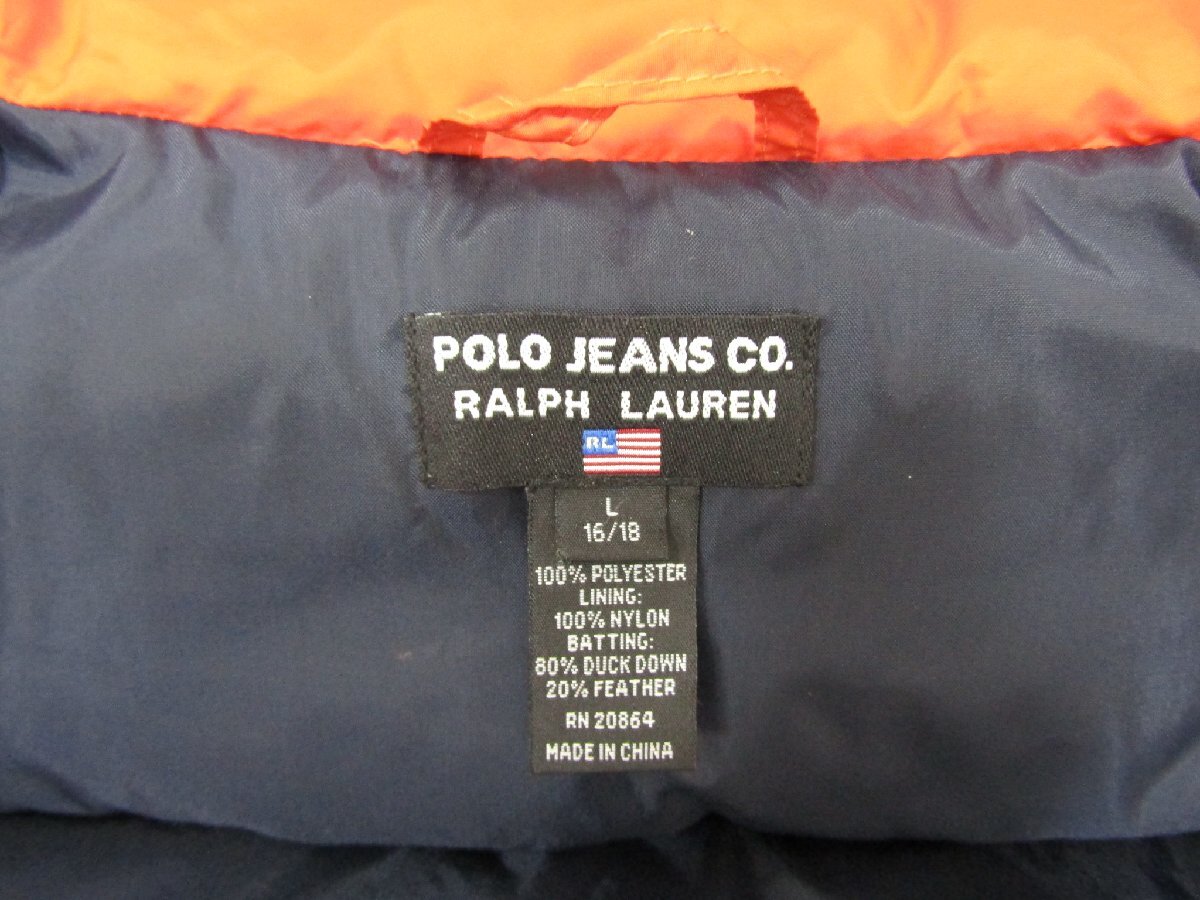 POLO JEANS CO.
RALPH LAUREN
RL
L
16/18
100% POLYESTER
LINING:
100% NYLON
BATTING:
80% DUCK DOWN
20% FEATHER
RN 20864
MADE IN CHINA